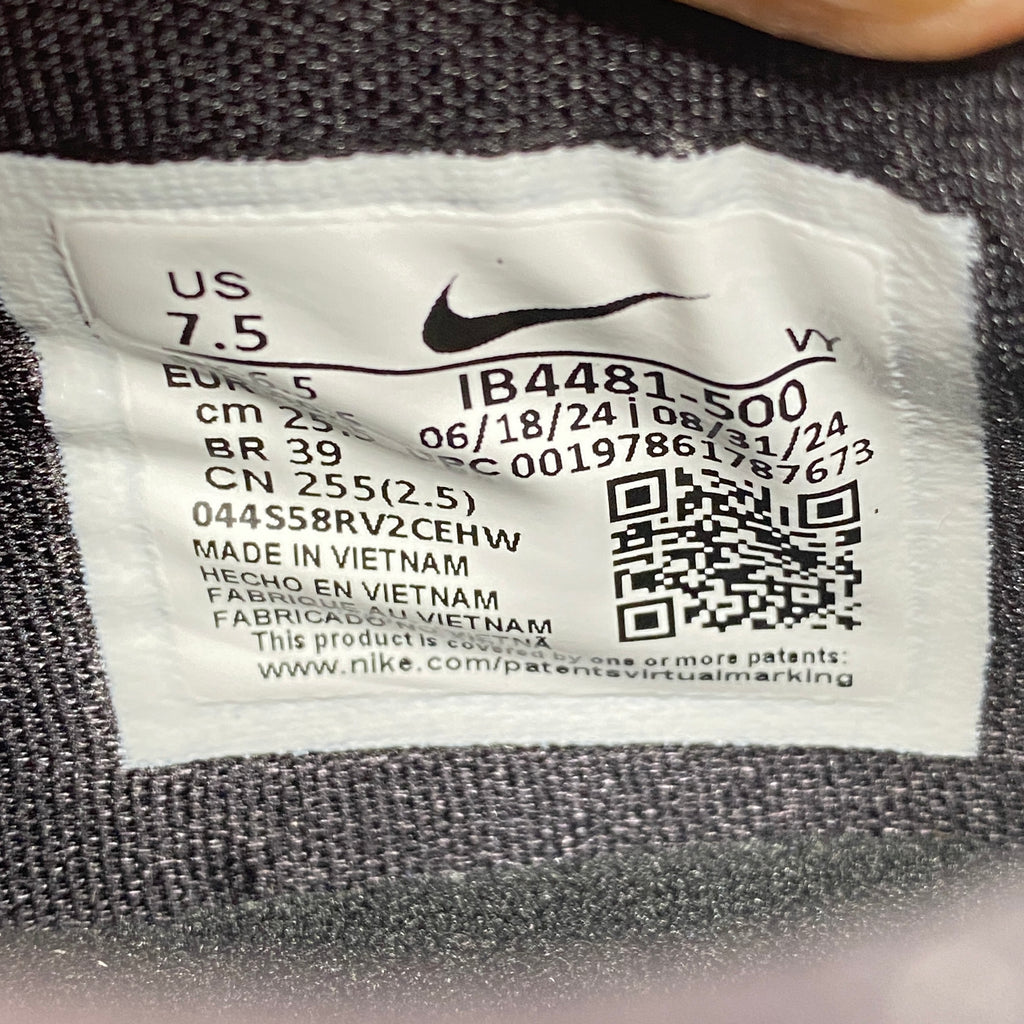 US
7.5
VY
IB4481-500
06/18/24 | 08/31/24
UPC 00197861787673
EUR
cm 25.5
BR 39
CN 255(2.5)
044S58RV2CEHW
MADE IN VIETNAM
HECHO EN VIETNAM
FABRIQUE AU VIETNAM
FABRICADO NO VIETNÃ
This product is covered by one or more patents:
www.nike.com/patentsvirtualmarking